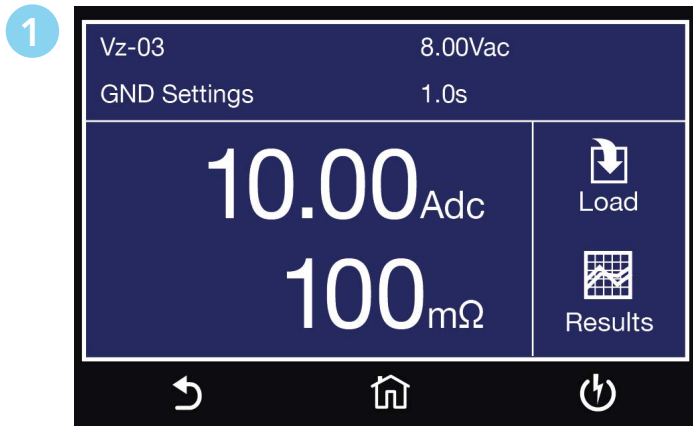 1
Vz-03 8.00Vac
GND Settings 1.0s
10.00Adc
Load
100mΩ
Results